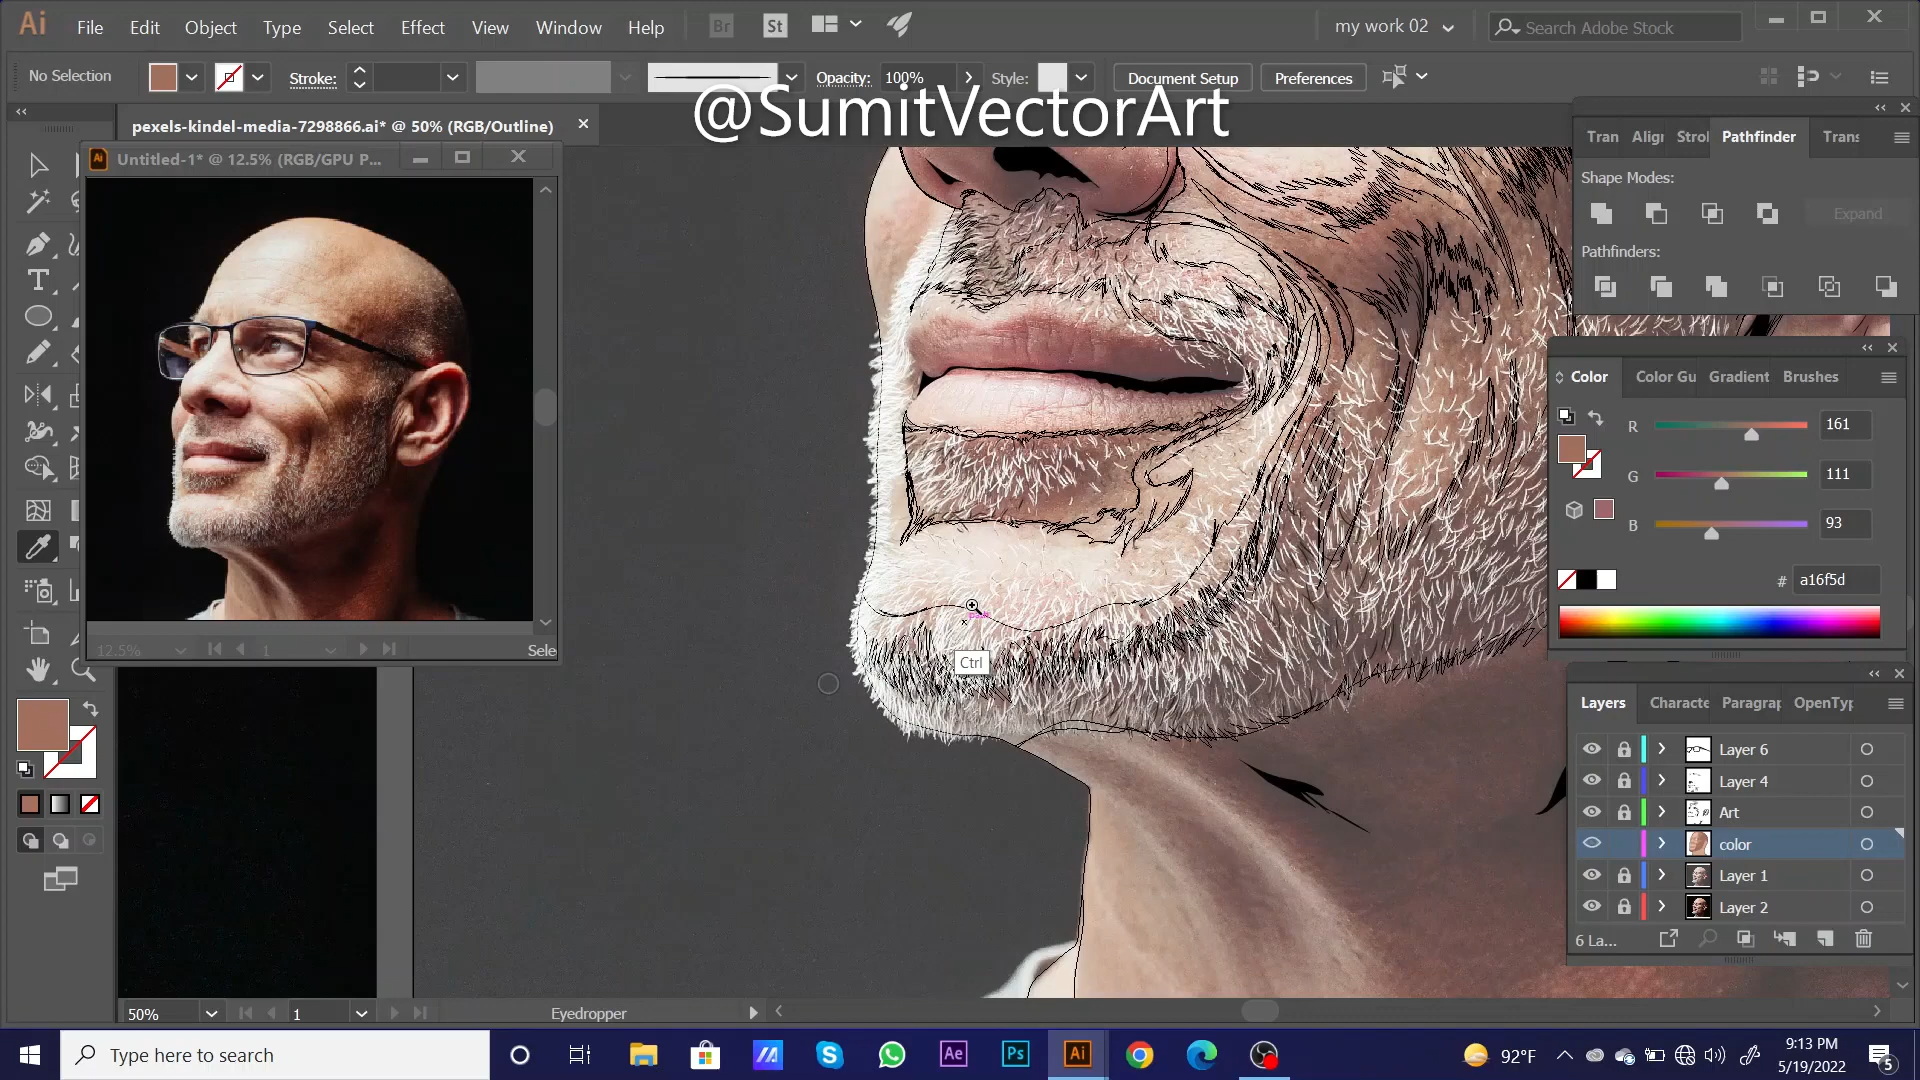 Ai File Edit Object Type Select Effect View Window Help Br St my work 02 Search Adobe Stock
No Selection Stroke: Opacity: 100% Style: Document Setup Preferences
@SumitVectorArt
pexels-kindel-media-7298866.ai* @ 50% (RGB/Outline)
Untitled-1* @ 12.5% (RGB/GPU P...
Tran Aligi Strol Pathfinder Trans
Shape Modes:
Expand
Pathfinders:
Color Color Gu Gradient Brushes
R 161
G 111
B 93
# a16f5d
Ctrl
12.5% 1 Sele
Layers Characte Paragrap OpenTyp
Layer 6
Layer 4
Art
color
Layer 1
Layer 2
6 La...
50% 1 Eyedropper
Type here to search
Ae Ps Ai
92°F
9:13 PM
5/19/2022
5